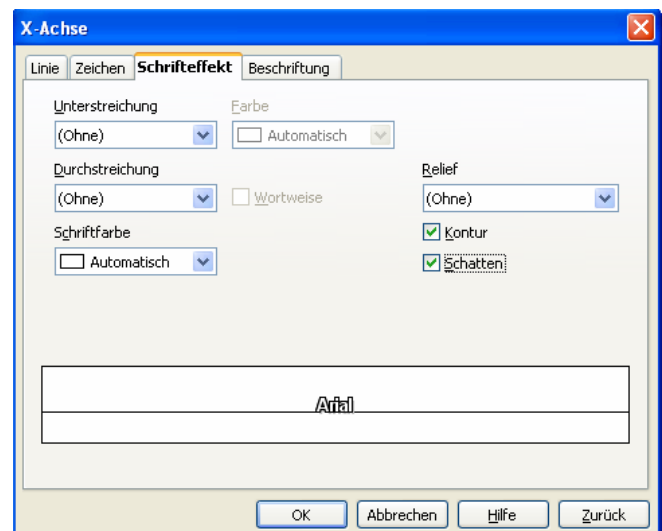 X-Achse
Linie Zeichen Schrifteffekt Beschriftung
Unterstreichung Farbe
(Ohne) Automatisch
Durchstreichung Relief
(Ohne) Wortweise (Ohne)
Schriftfarbe Kontur
Automatisch Schatten
Arial
OK Abbrechen Hilfe Zurück